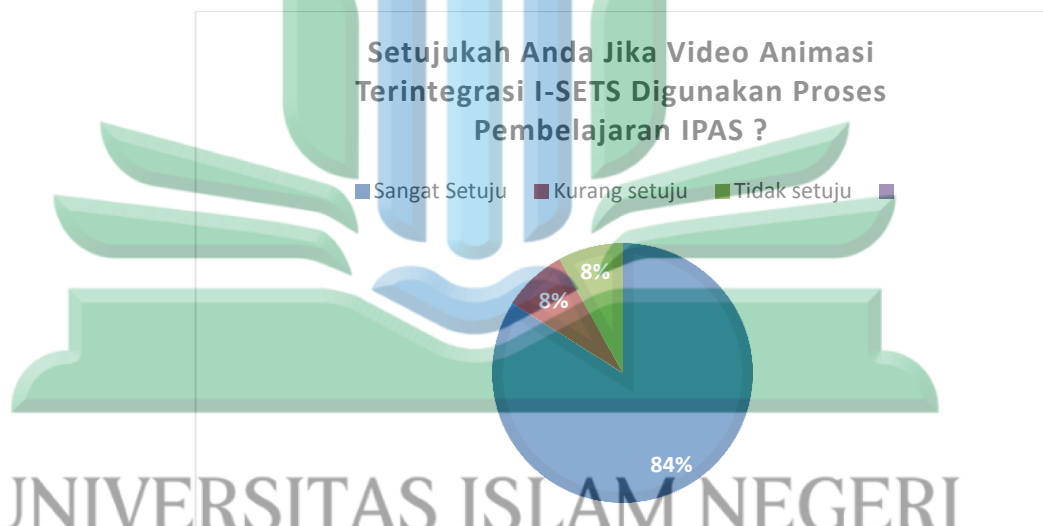 Setujukah Anda Jika Video Animasi
Terintegrasi I-SETS Digunakan Proses
Pembelajaran IPAS ?
Sangat Setuju Kurang setuju Tidak setuju
8%
8%
84%
UNIVERSITAS ISLAM NEGERI